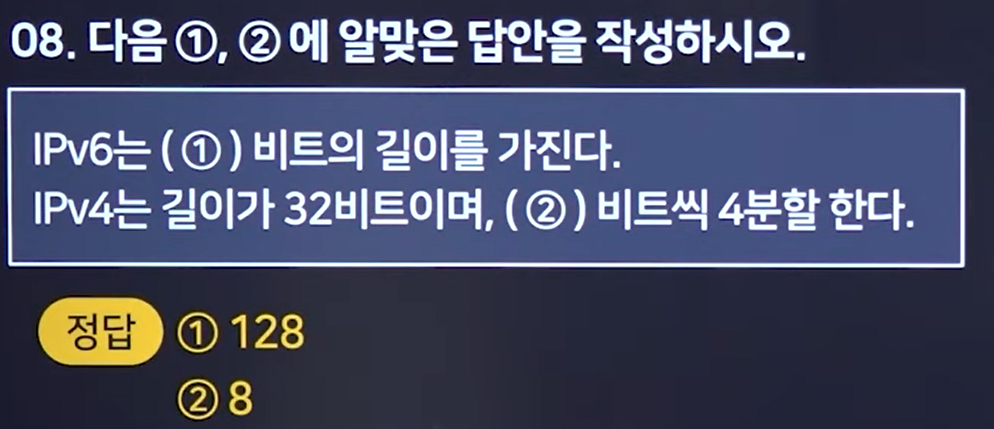 08. 다음 ①, ② 에 알맞은 답안을 작성하시오.
IPv6는 ( ① ) 비트의 길이를 가진다.
IPv4는 길이가 32비트이며, ( ② ) 비트씩 4분할 한다.
정답 ① 128
② 8